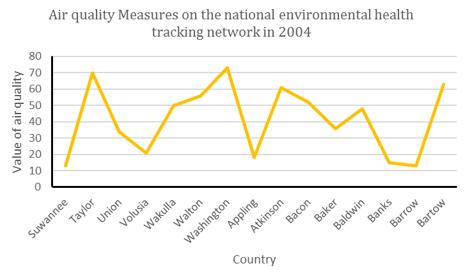 Air quality Measures on the national environmental health
tracking network in 2004
Value of air quality
80
70
60
50
40
30
20
10
0
Suwannee
Taylor
Union
Volusia
Wakulla
Walton
Washington
Appling
Atkinson
Bacon
Baker
Baldwin
Banks
Barrow
Bartow
Country